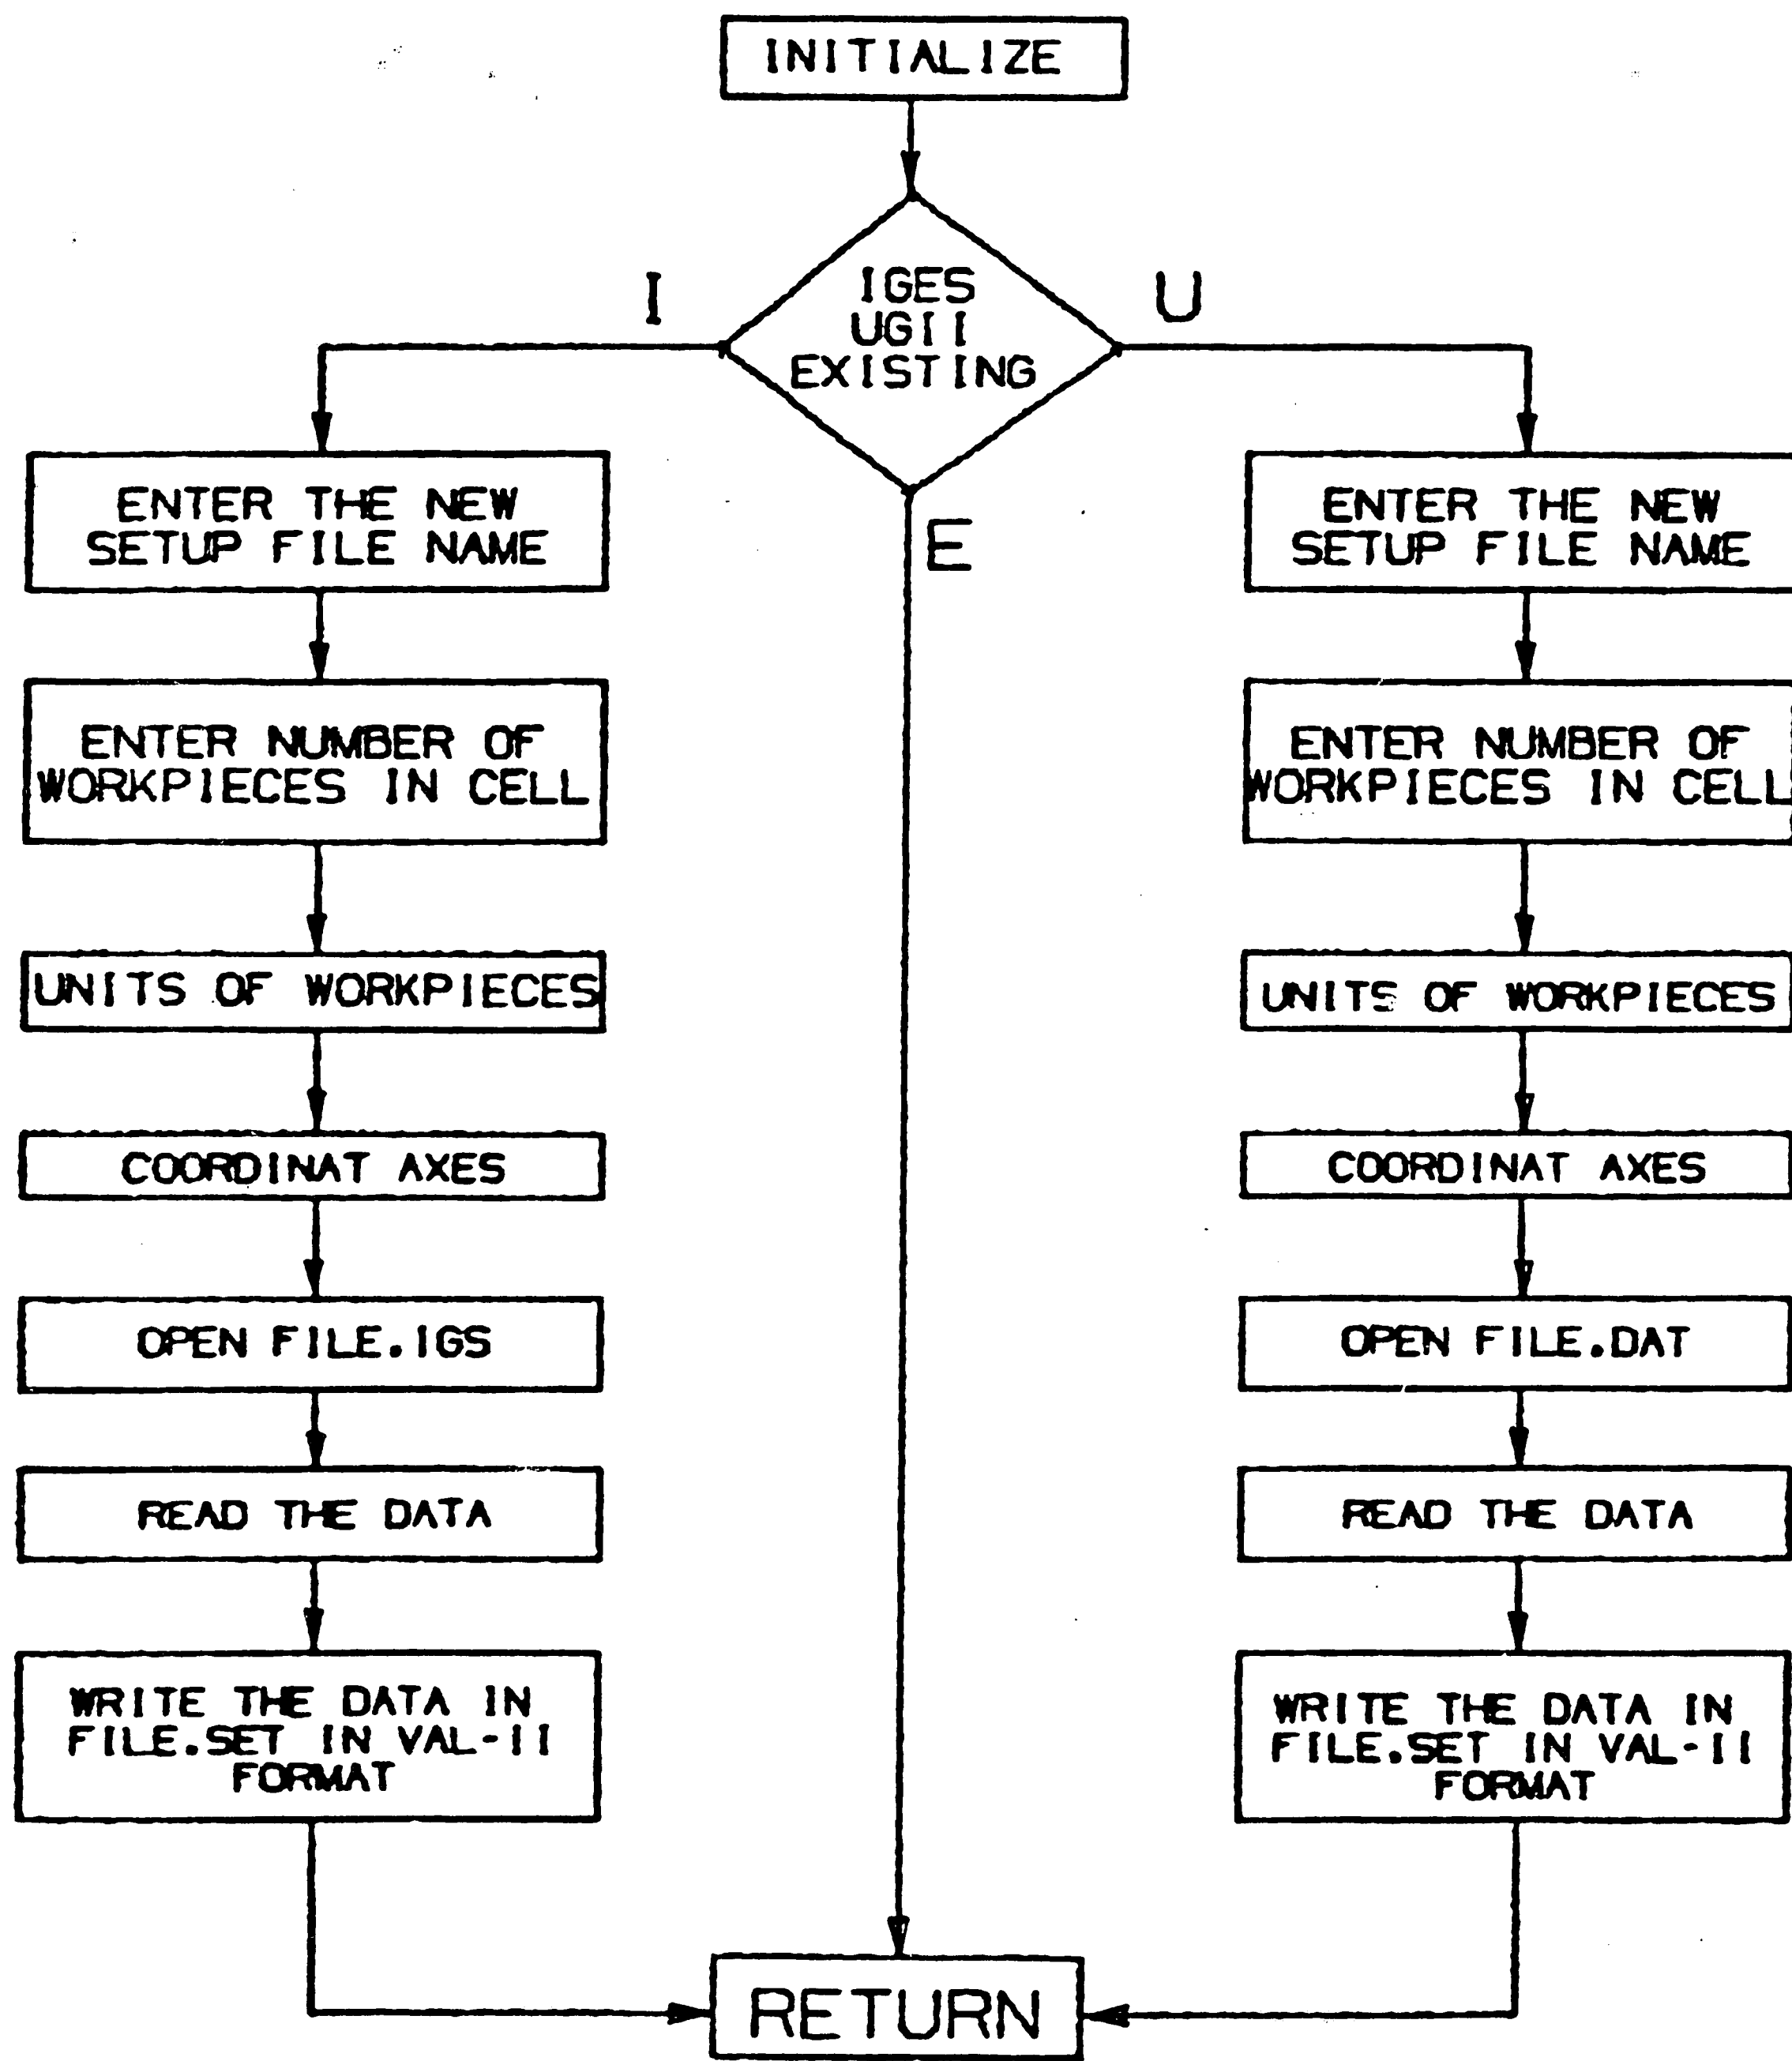 INITIALIZE
IGES
UGII
EXISTING
I
U
E
ENTER THE NEW
SETUP FILE NAME
ENTER NUMBER OF
WORKPIECES IN CELL
UNITS OF WORKPIECES
COORDINAT AXES
OPEN FILE.IGS
READ THE DATA
WRITE THE DATA IN
FILE.SET IN VAL-II
FORMAT
ENTER THE NEW
SETUP FILE NAME
ENTER NUMBER OF
WORKPIECES IN CELL
UNITS OF WORKPIECES
COORDINAT AXES
OPEN FILE.DAT
READ THE DATA
WRITE THE DATA IN
FILE.SET IN VAL-II
FORMAT
RETURN